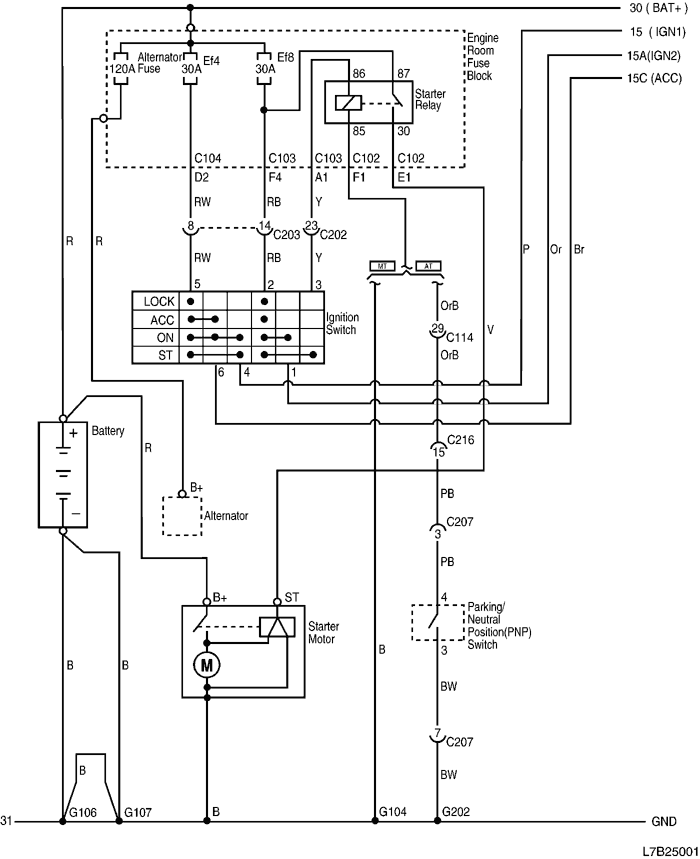 30 ( BAT+ )
15 ( IGN1)
15A(IGN2)
15C (ACC)
Engine
Room
Fuse
Block
Alternator
Fuse
120A
Ef4
30A
Ef8
30A
86
87
Starter
Relay
85
30
C104
C103
C103
C102
C102
D2
F4
A1
F1
E1
RW
RB
Y
8
14
C203
23
C202
R
R
RW
RB
Y
P
Or
Br
5
2
3
MT
AT
LOCK
ACC
ON
ST
Ignition
Switch
OrB
29
C114
V
OrB
6
4
1
+
Battery
−
R
C216
15
B+
Alternator
PB
C207
3
PB
B+
ST
Starter
Motor
M
4
Parking/
Neutral
Position(PNP)
Switch
3
B
B
B
BW
7
C207
B
BW
31
G106
G107
B
G104
G202
GND
L7B25001